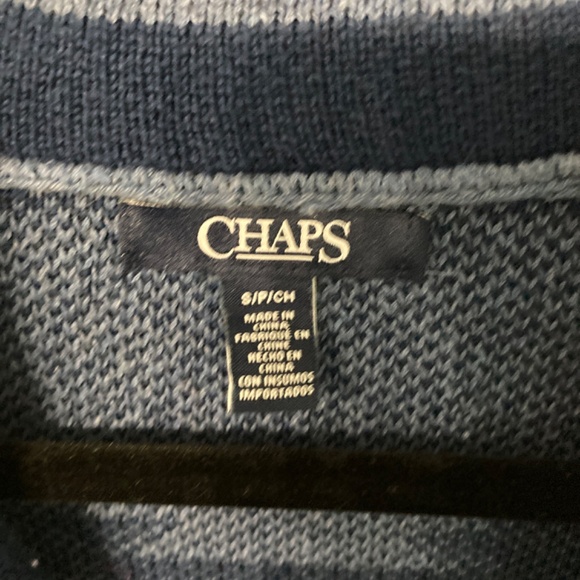 CHAPS
S/P/CH
MADE IN
CHINA
FABRIQUÉ EN
CHINE
HECHO EN
CHINA
CON INSUMOS
IMPORTADOS